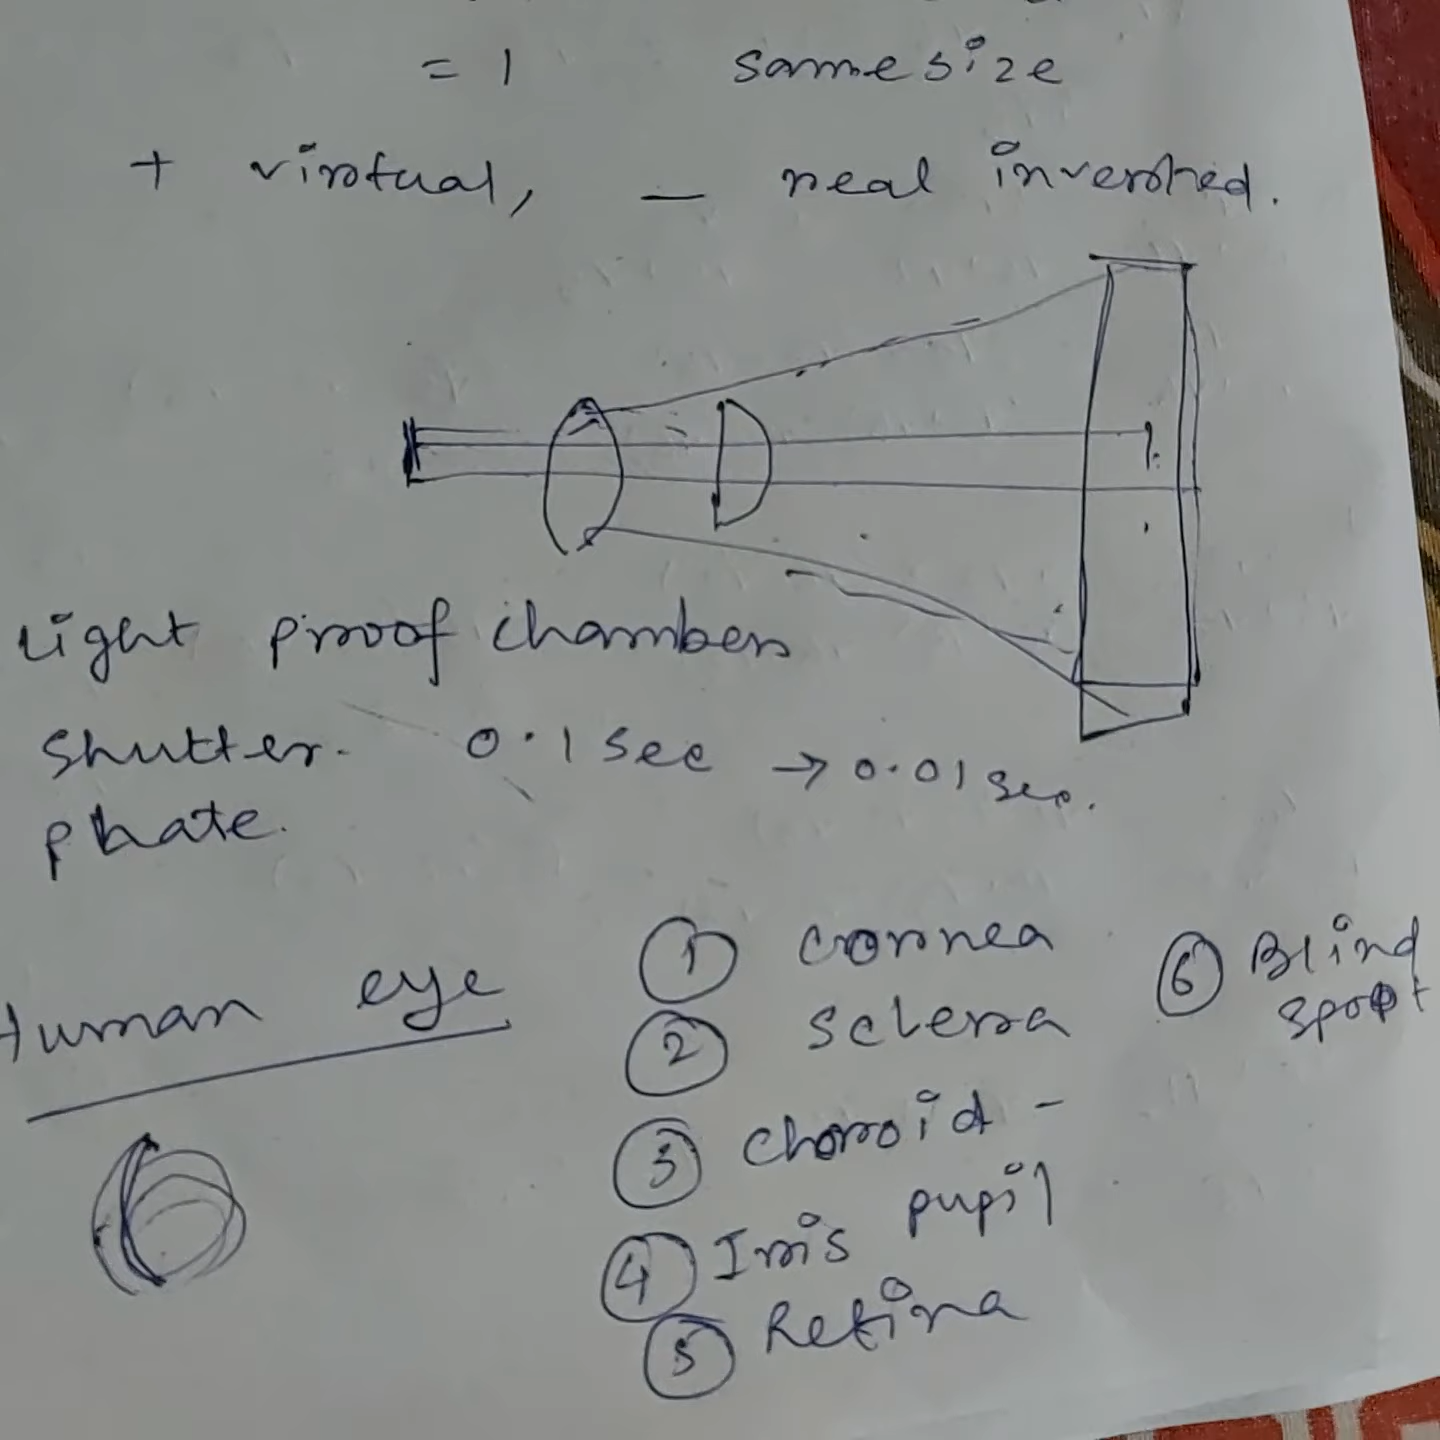 = 1 same size
+ virtual, — real inverted.
Light proof chamber
Shutter. 0.1 sec → 0.01 sec.
plate.
Human eye
① cornea
② sclera
③ choroid -
④ Iris pupil
⑤ Retina
⑥ Blind
spot